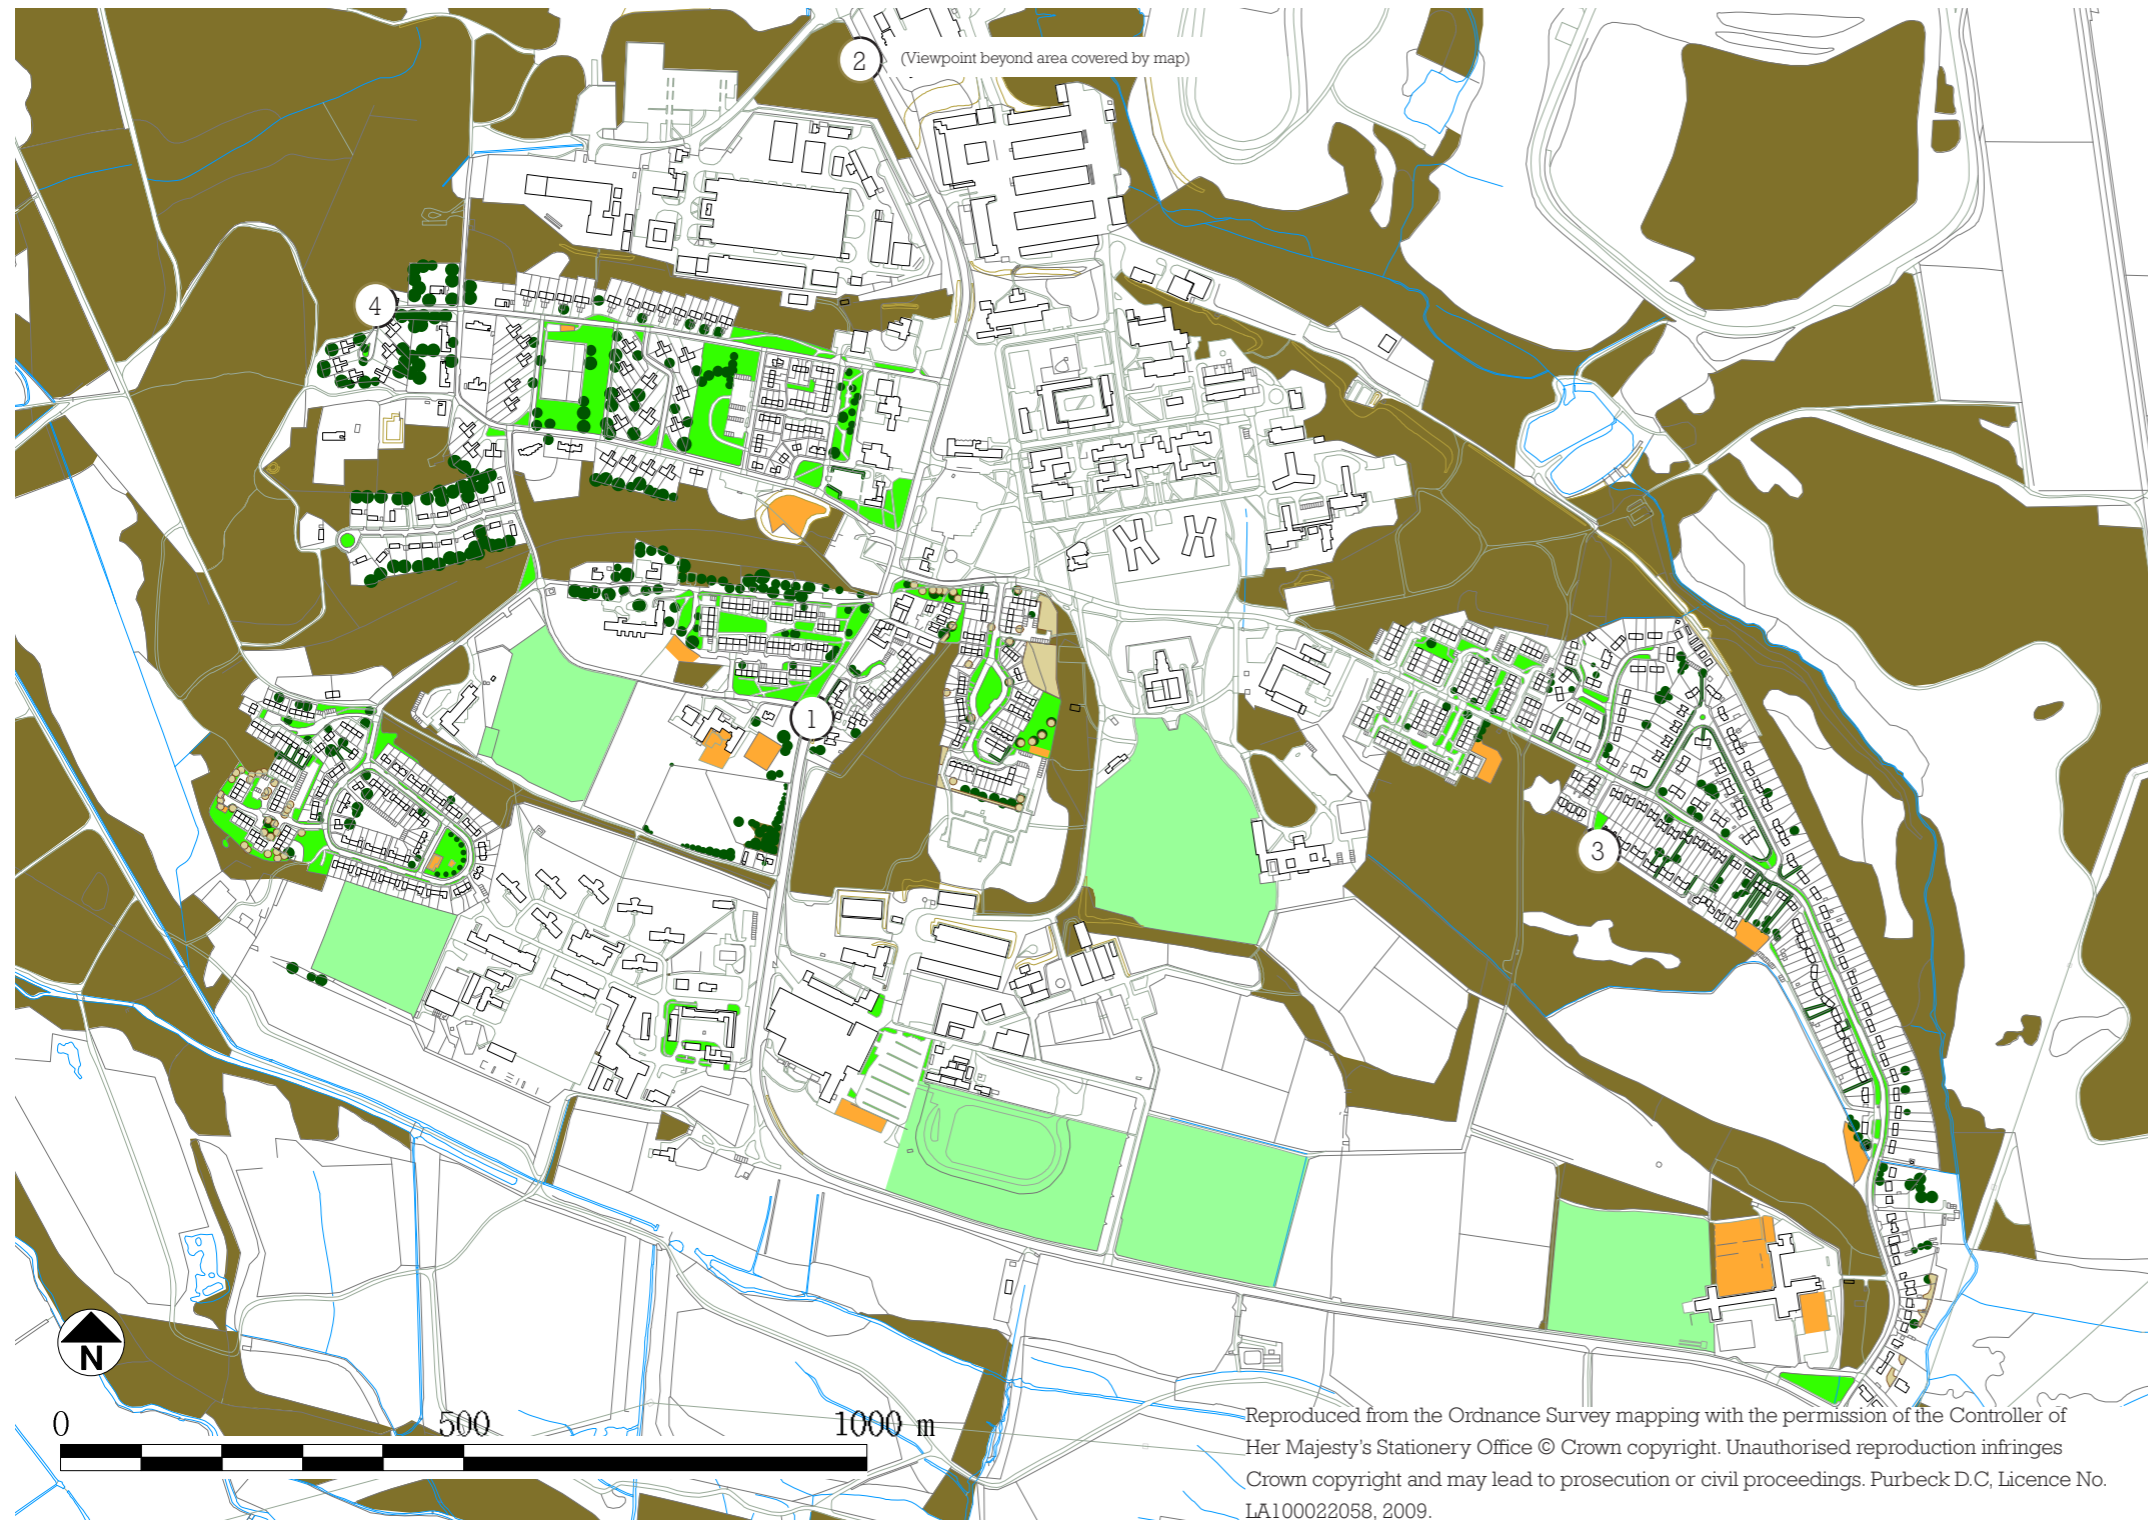 2
(Viewpoint beyond area covered by map)
4
1
3
N
0 500 1000 m
Reproduced from the Ordnance Survey mapping with the permission of the Controller of
Her Majesty's Stationery Office © Crown copyright. Unauthorised reproduction infringes
Crown copyright and may lead to prosecution or civil proceedings. Purbeck D.C, Licence No.
LA100022058, 2009.